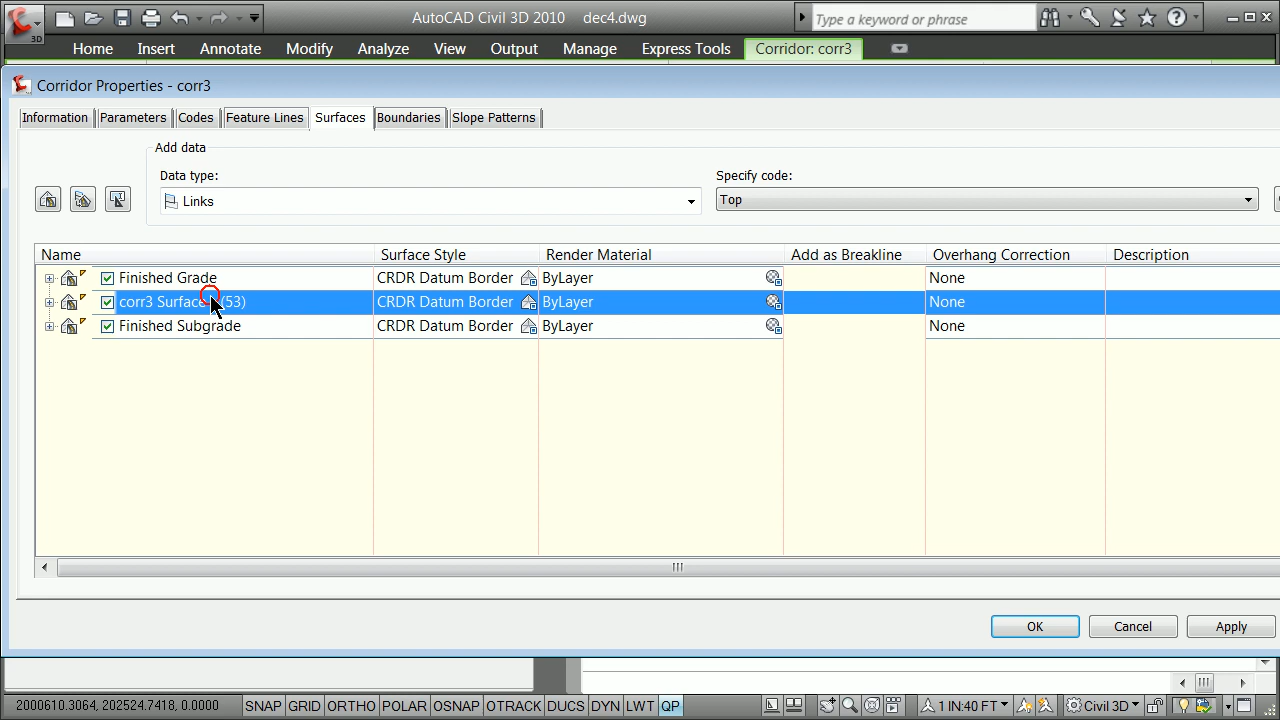 3D
AutoCAD Civil 3D 2010 dec4.dwg
Type a keyword or phrase
Home Insert Annotate Modify Analyze View Output Manage Express Tools Corridor: corr3
Corridor Properties - corr3
Information Parameters Codes Feature Lines Surfaces Boundaries Slope Patterns
Add data
Data type: Specify code:
Links Top
Name Surface Style Render Material Add as Breakline Overhang Correction Description
Finished Grade CRDR Datum Border ByLayer None
corr3 Surface (53) CRDR Datum Border ByLayer None
Finished Subgrade CRDR Datum Border ByLayer None
OK Cancel Apply
2000610.3064, 202524.7418, 0.0000 SNAP GRID ORTHO POLAR OSNAP OTRACK DUCS DYN LWT QP 1 IN:40 FT Civil 3D